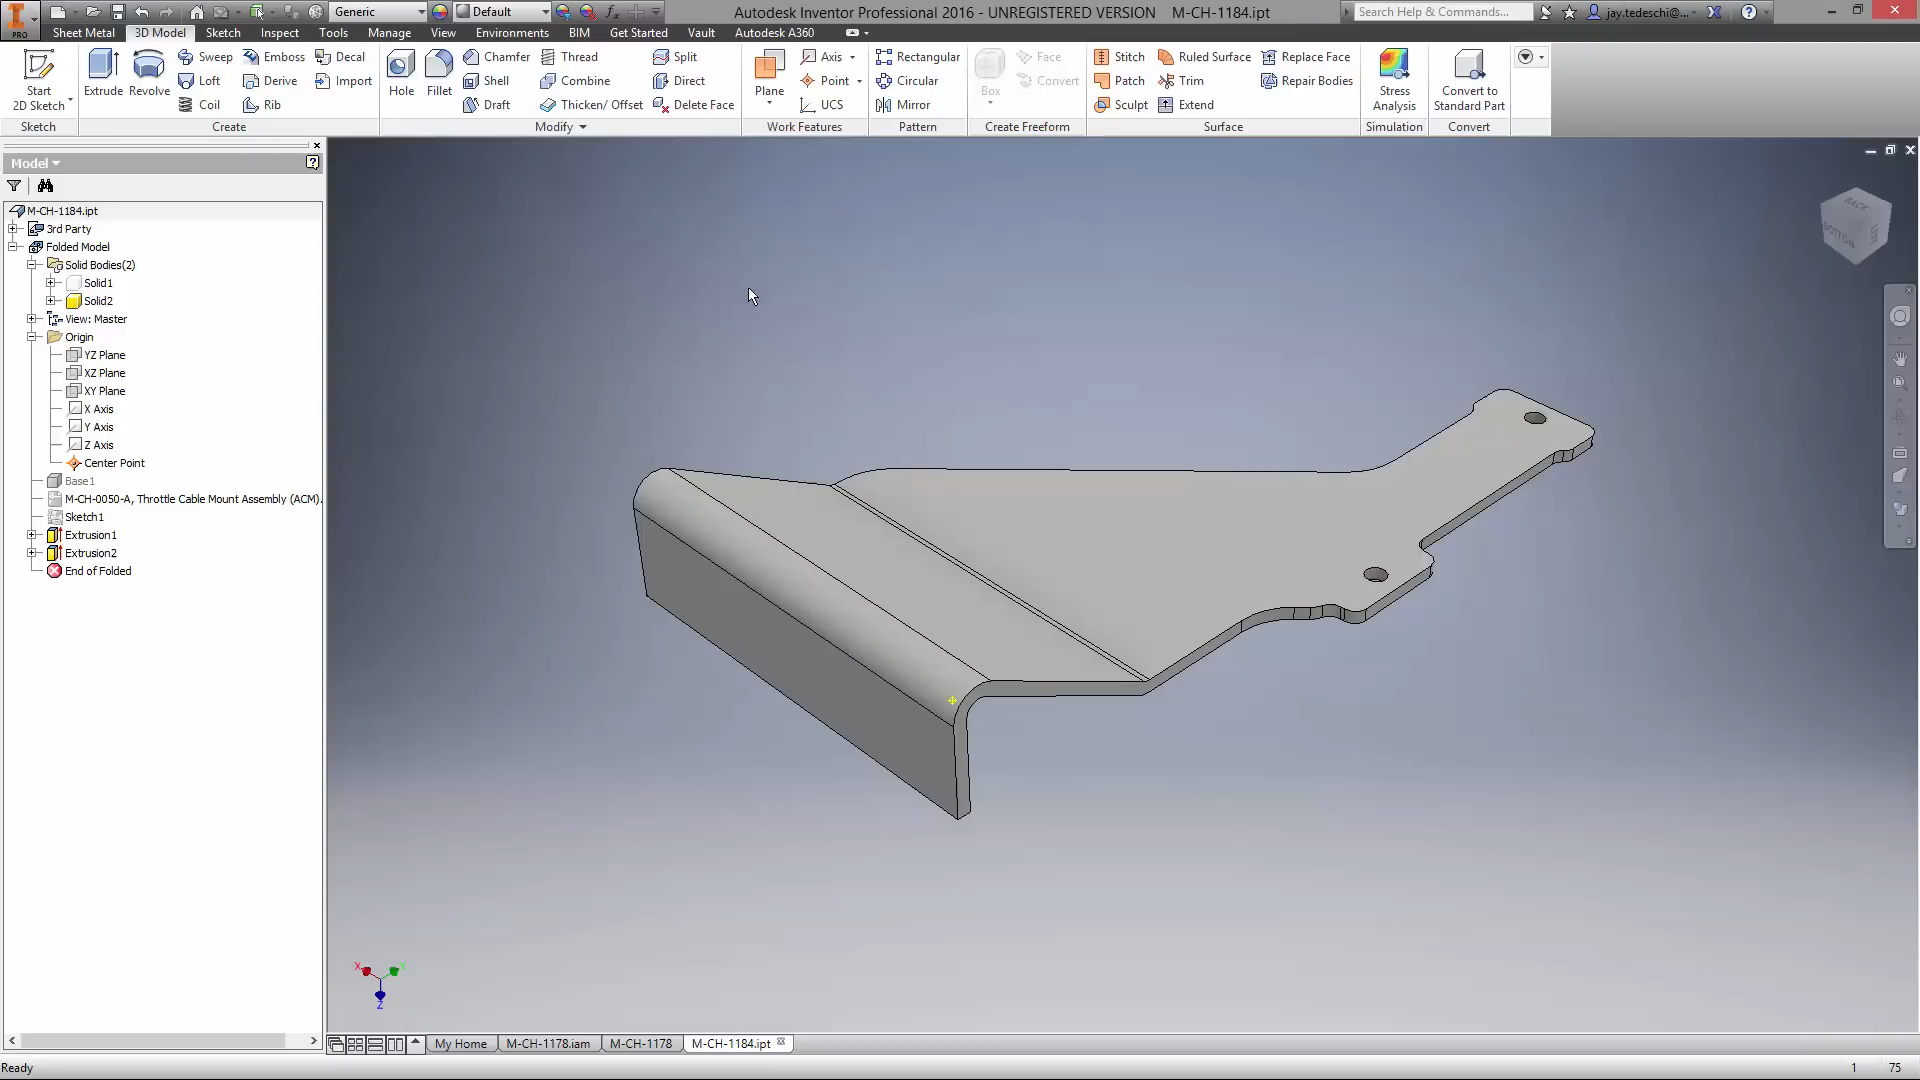 Generic
Default
Autodesk Inventor Professional 2016 - UNREGISTERED VERSION M-CH-1184.ipt
Search Help & Commands...
jay.tedeschi@...
PRO
Sheet Metal 3D Model Sketch Inspect Tools Manage View Environments BIM Get Started Vault Autodesk A360
Start
2D Sketch
Sketch
Extrude Revolve
Sweep Emboss Decal
Loft Derive Import
Coil Rib
Create
Hole Fillet
Chamfer Thread Split
Shell Combine Direct
Draft Thicken/ Offset Delete Face
Modify
Plane
Axis
Point
UCS
Work Features
Rectangular
Circular
Mirror
Pattern
Box
Face
Convert
Create Freeform
Stitch Ruled Surface Replace Face
Patch Trim Repair Bodies
Sculpt Extend
Surface
Stress
Analysis
Simulation
Convert to
Standard Part
Convert
Model
M-CH-1184.ipt
3rd Party
Folded Model
Solid Bodies(2)
Solid1
Solid2
View: Master
Origin
YZ Plane
XZ Plane
XY Plane
X Axis
Y Axis
Z Axis
Center Point
Base1
M-CH-0050-A, Throttle Cable Mount Assembly (ACM).
Sketch1
Extrusion1
Extrusion2
End of Folded
BACK
BOTTOM
X
Y
Z
My Home M-CH-1178.iam M-CH-1178 M-CH-1184.ipt
Ready
1 75